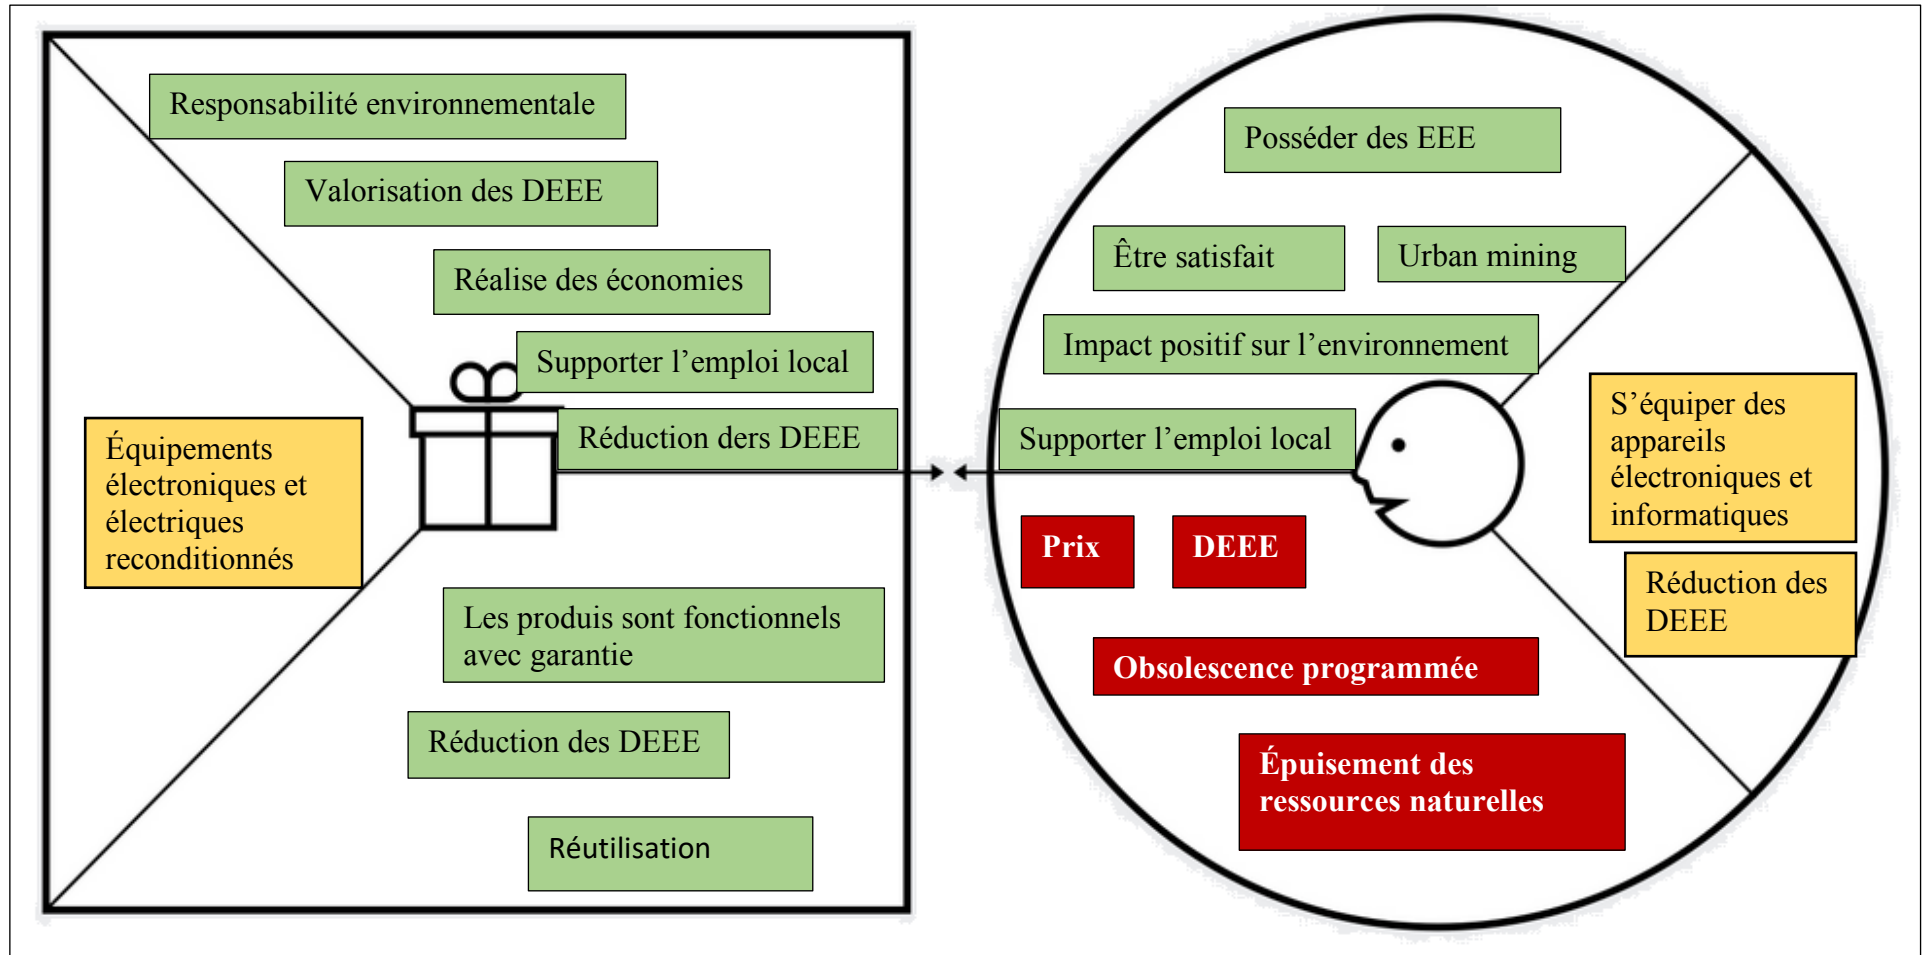 Responsabilité environnementale
Valorisation des DEEE
Réalise des économies
Supporter l’emploi local
Réduction ders DEEE
Équipements
électroniques et
électriques
reconditionnés
Les produis sont fonctionnels
avec garantie
Réduction des DEEE
Réutilisation
Posséder des EEE
Être satisfait
Urban mining
Impact positif sur l’environnement
Supporter l’emploi local
S’équiper des
appareils
électroniques et
informatiques
Réduction des
DEEE
Prix
DEEE
Obsolescence programmée
Épuisement des
ressources naturelles